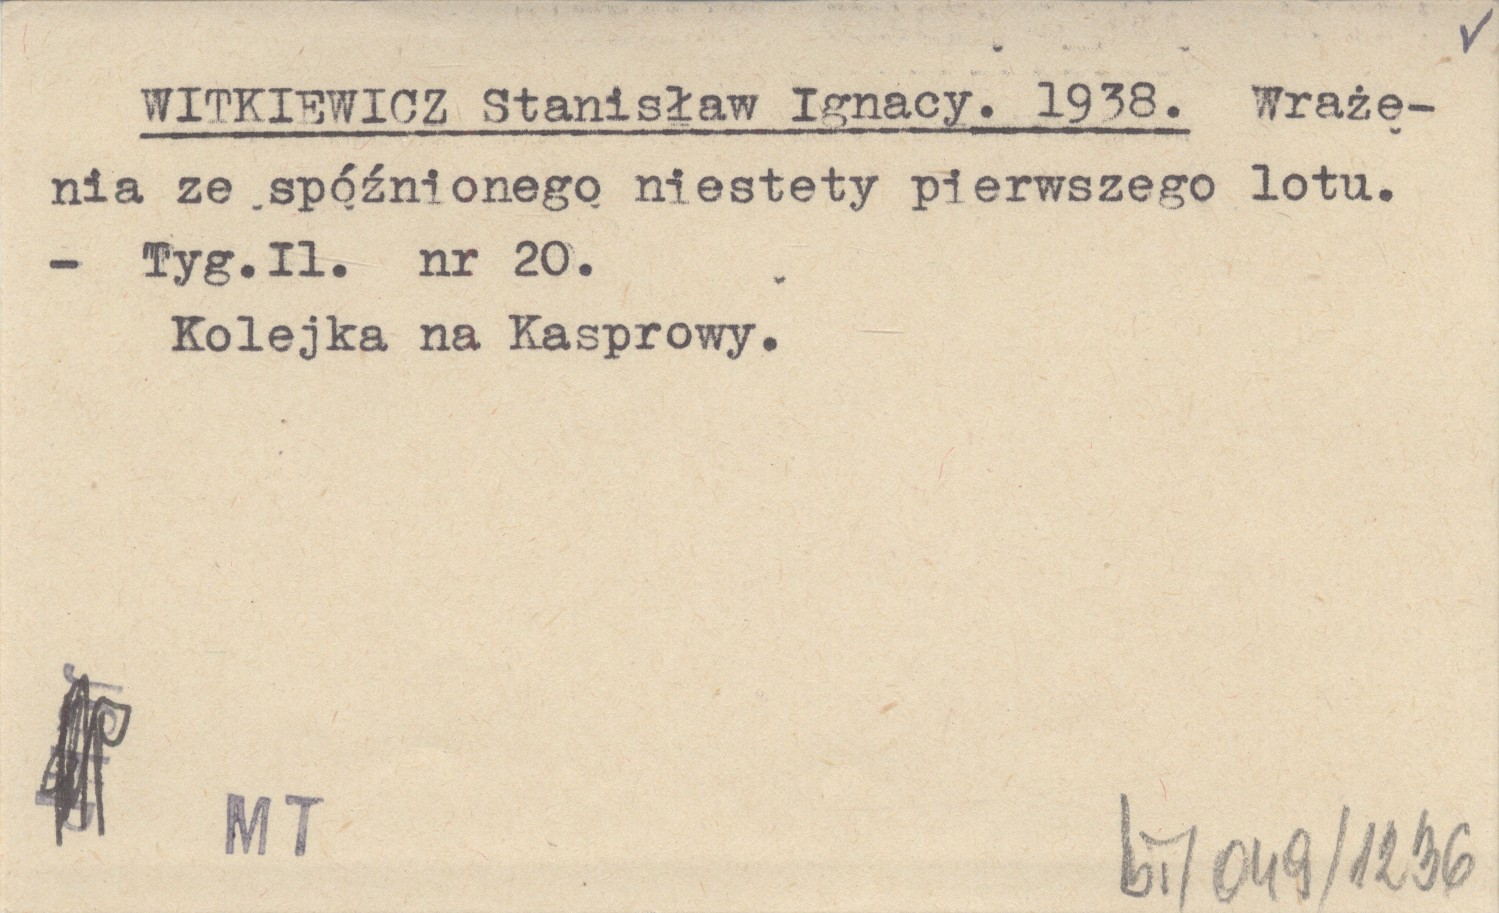 WITKIEWICZ Stanisław Ignacy. 1938. Wraże-
nia ze spóźnionego niestety pierwszego lotu.
- Tyg.Il. nr 20.
Kolejka na Kasprowy.
MT
bi/049/1236